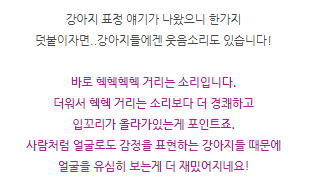 강아지 표정 얘기가 나왔으니 한가지
덧붙이자면..강아지들에겐 웃음소리도 있습니다!
바로 헥헥헥헥 거리는 소리입니다.
더워서 헥헥 거리는 소리보다 더 경쾌하고
입꼬리가 올라가있는게 포인트죠.
사람처럼 얼굴로도 감정을 표현하는 강아지들 때문에
얼굴을 유심히 보는게 더 재밌어지네요!